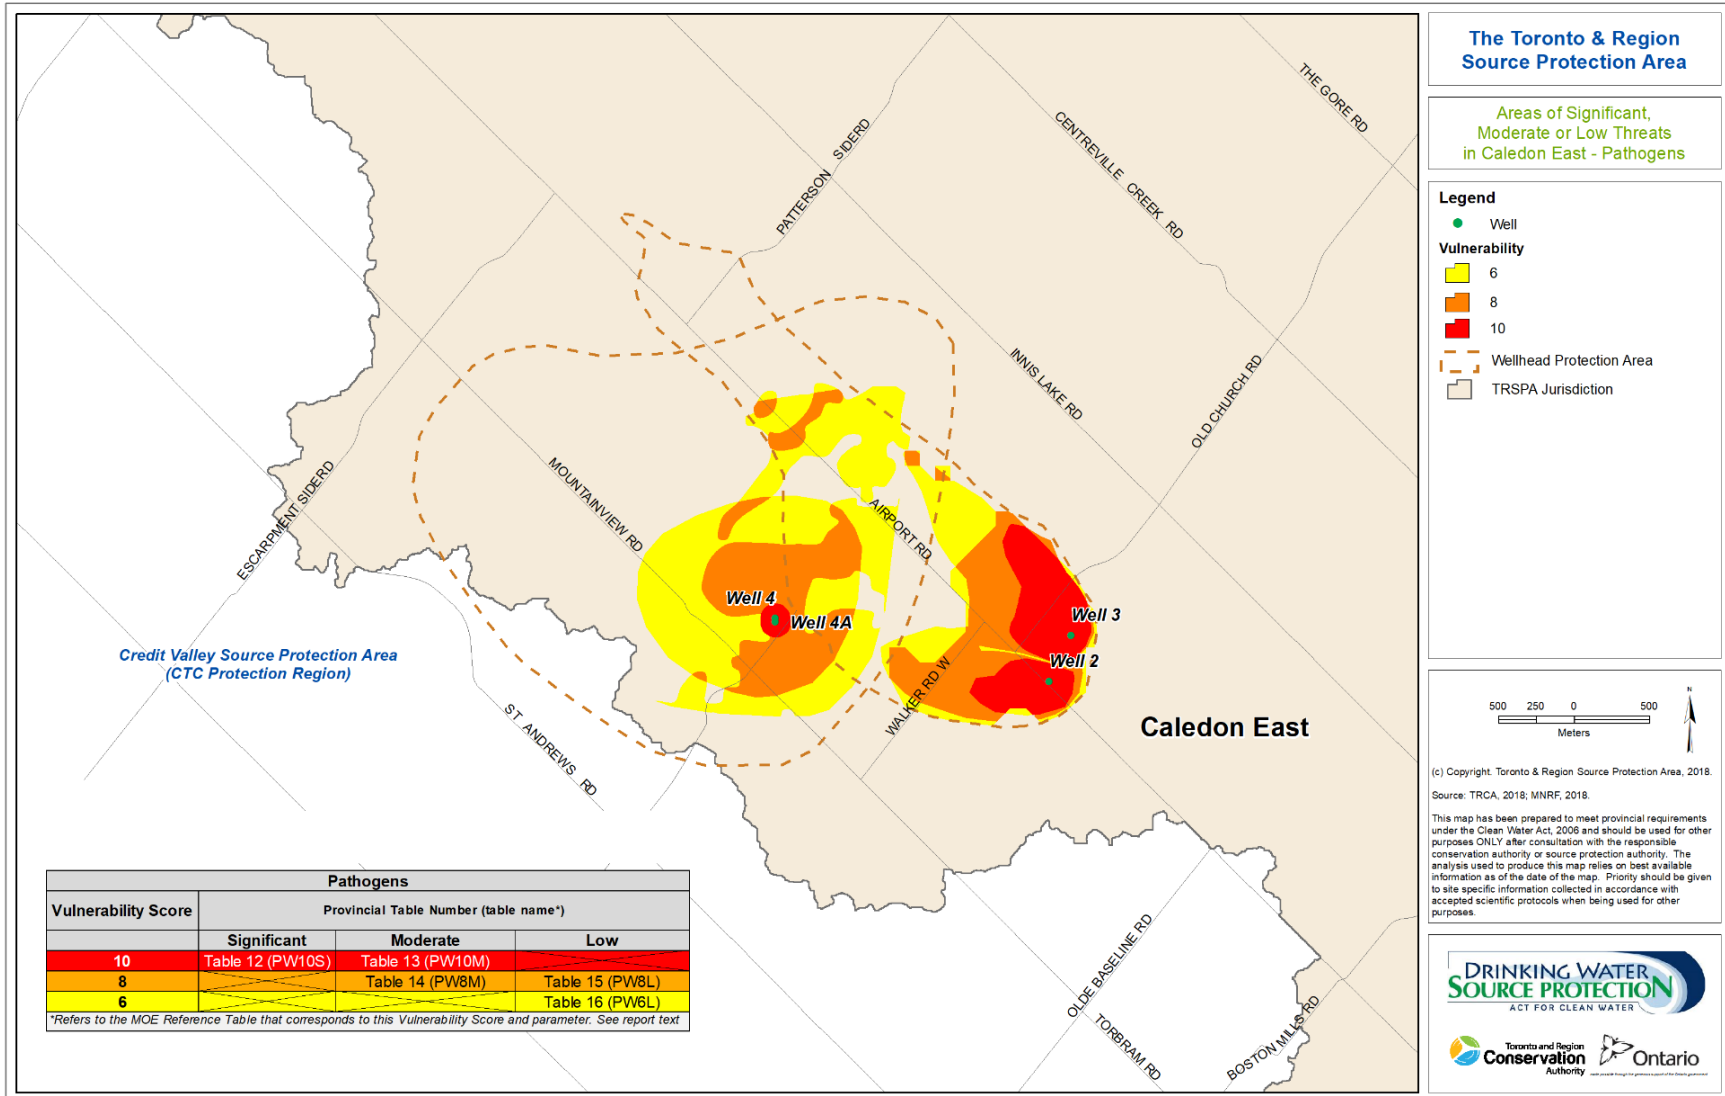 The Toronto & Region
Source Protection Area
Areas of Significant,
Moderate or Low Threats
in Caledon East - Pathogens
Legend
Well
Vulnerability
6
8
10
Wellhead Protection Area
TRSPA Jurisdiction
500 250 0 500
Meters
N
(c) Copyright. Toronto & Region Source Protection Area, 2018.
Source: TRCA, 2018; MNRF, 2018.
This map has been prepared to meet provincial requirements
under the Clean Water Act, 2006 and should be used for other
purposes ONLY after consultation with the responsible
conservation authority or source protection authority. The
analysis used to produce this map relies on best available
information as of the date of the map. Priority should be given
to site specific information collected in accordance with
accepted scientific protocols when being used for other
purposes.
DRINKING WATER
SOURCE PROTECTION
ACT FOR CLEAN WATER
Toronto and Region
Conservation
Authority
Ontario
THE GORE RD
CENTREVILLE CREEK RD
PATTERSON SIDERD
INNIS LAKE RD
OLD CHURCH RD
MOUNTAINVIEW RD
AIRPORT RD
ESCARPMENT SIDERD
Well 4
Well 4A
Well 3
Well 2
WALKER RD W
Credit Valley Source Protection Area
(CTC Protection Region)
ST. ANDREWS RD
Caledon East
OLDE BASELINE RD
TORBRAM RD
BOSTON MILLS RD
Pathogens
Vulnerability Score Provincial Table Number (table name*)
Significant Moderate Low
10 Table 12 (PW10S) Table 13 (PW10M)
8 Table 14 (PW8M) Table 15 (PW8L)
6 Table 16 (PW6L)
*Refers to the MOE Reference Table that corresponds to this Vulnerability Score and parameter. See report text